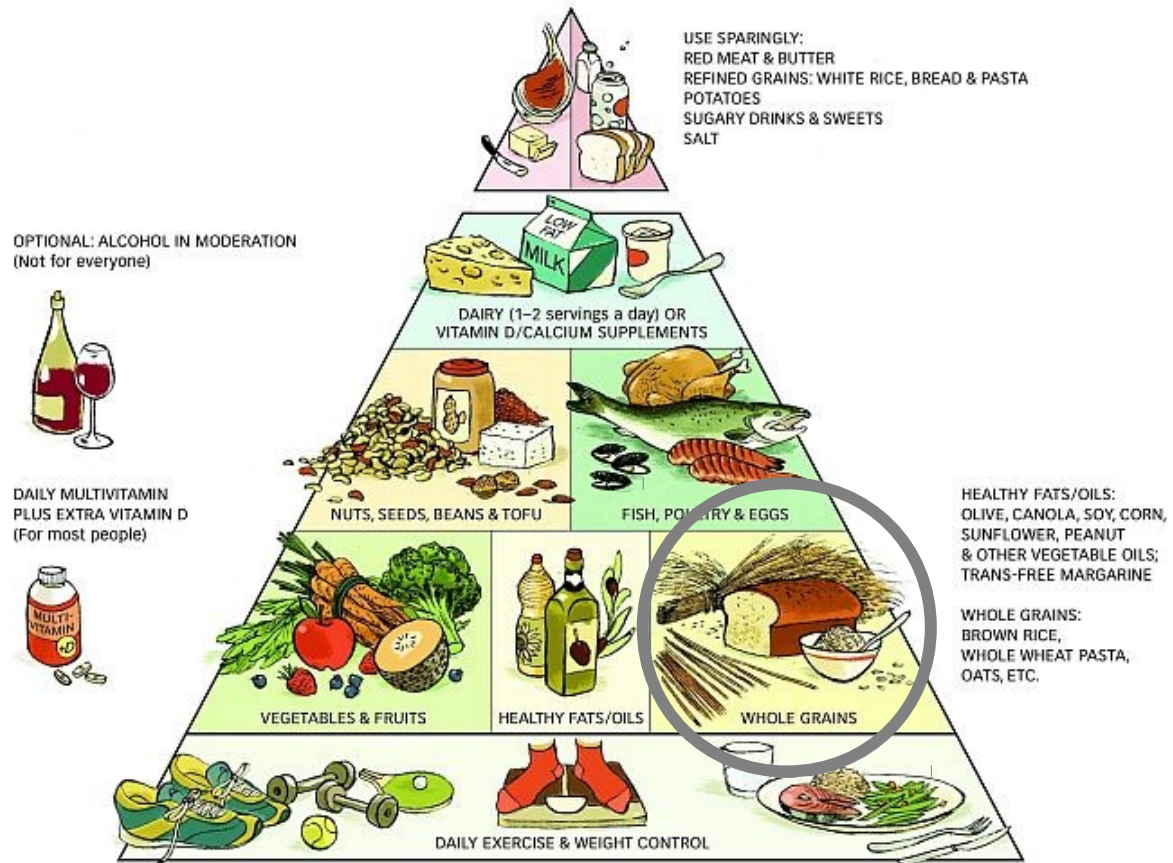 USE SPARINGLY:
RED MEAT & BUTTER
REFINED GRAINS: WHITE RICE, BREAD & PASTA
POTATOES
SUGARY DRINKS & SWEETS
SALT
OPTIONAL: ALCOHOL IN MODERATION
(Not for everyone)
LOW
FAT
MILK
DAIRY (1–2 servings a day) OR
VITAMIN D/CALCIUM SUPPLEMENTS
DAILY MULTIVITAMIN
PLUS EXTRA VITAMIN D
(For most people)
MULTI-
VITAMIN
+D
NUTS, SEEDS, BEANS & TOFU
FISH, POULTRY & EGGS
HEALTHY FATS/OILS:
OLIVE, CANOLA, SOY, CORN,
SUNFLOWER, PEANUT
& OTHER VEGETABLE OILS;
TRANS-FREE MARGARINE
WHOLE GRAINS:
BROWN RICE,
WHOLE WHEAT PASTA,
OATS, ETC.
VEGETABLES & FRUITS
HEALTHY FATS/OILS
WHOLE GRAINS
DAILY EXERCISE & WEIGHT CONTROL